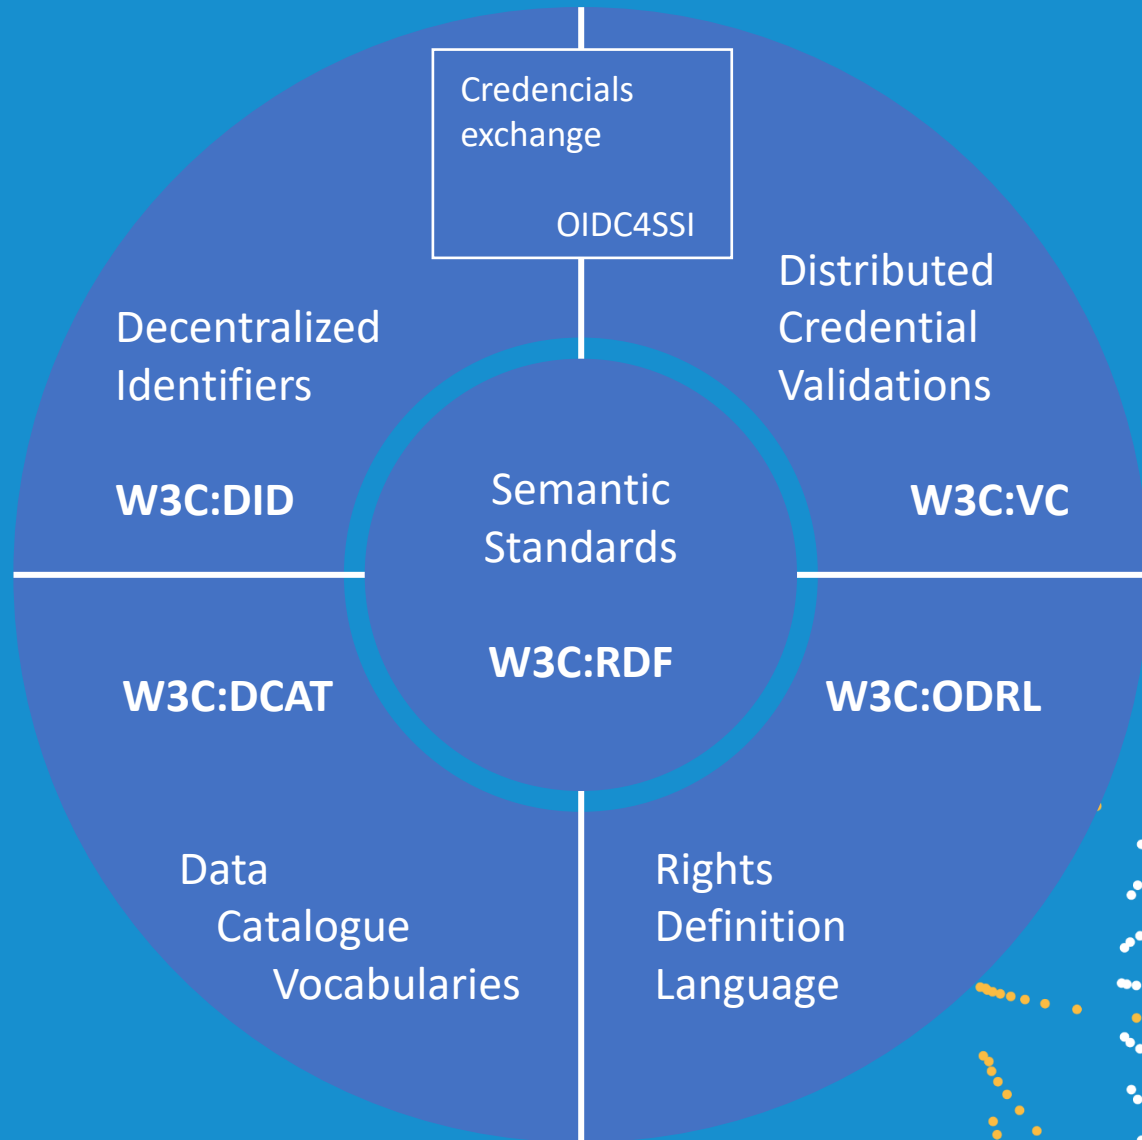 Credencials
exchange
OIDC4SSI
Decentralized
Identifiers
W3C:DID
Distributed
Credential
Validations
W3C:VC
Semantic
Standards
W3C:RDF
W3C:DCAT
Data
Catalogue
Vocabularies
W3C:ODRL
Rights
Definition
Language